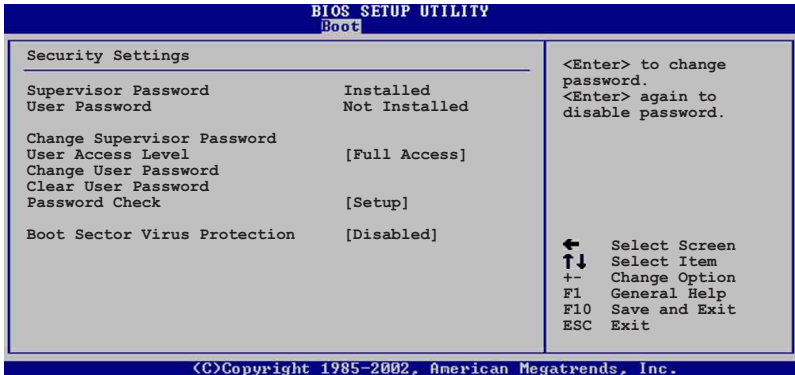 BIOS SETUP UTILITY
Boot
Security Settings
Supervisor Password Installed
User Password Not Installed
Change Supervisor Password
User Access Level [Full Access]
Change User Password
Clear User Password
Password Check [Setup]
Boot Sector Virus Protection [Disabled]
<Enter> to change
password.
<Enter> again to
disable password.
← Select Screen
↑↓ Select Item
+- Change Option
F1 General Help
F10 Save and Exit
ESC Exit
(C)Copyright 1985-2002, American Megatrends, Inc.